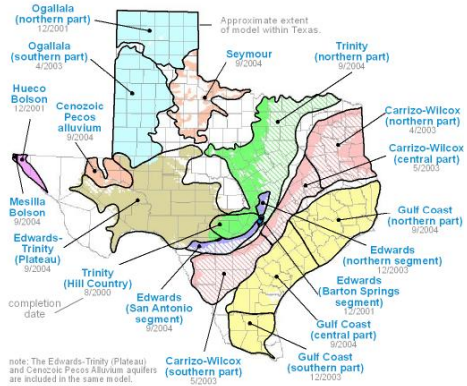 Ogallala
(northern part)
12/2001
Approximate extent
of model within Texas.
Ogallala
(southern part)
4/2003
Seymour
9/2004
Trinity
(northern part)
9/2004
Hueco
Bolson
12/2001
Cenozoic
Pecos
alluvium
9/2004
Carrizo-Wilcox
(northern part)
4/2003
Carrizo-Wilcox
(central part)
5/2003
Mesilla
Bolson
9/2004
Gulf Coast
(northern part)
9/2004
Edwards-
Trinity
(Plateau)
9/2004
Edwards
(northern segment)
12/2003
Trinity
(Hill Country)
8/2000
Edwards
(Barton Springs
segment)
12/2001
completion
date
Edwards
(San Antonio
segment)
9/2004
Gulf Coast
(central part)
9/2004
Carrizo-Wilcox
(southern part)
5/2003
Gulf Coast
(southern part)
12/2003
note: The Edwards-Trinity (Plateau)
and Cenozoic Pecos Alluvium aquifers
are included in the same model.